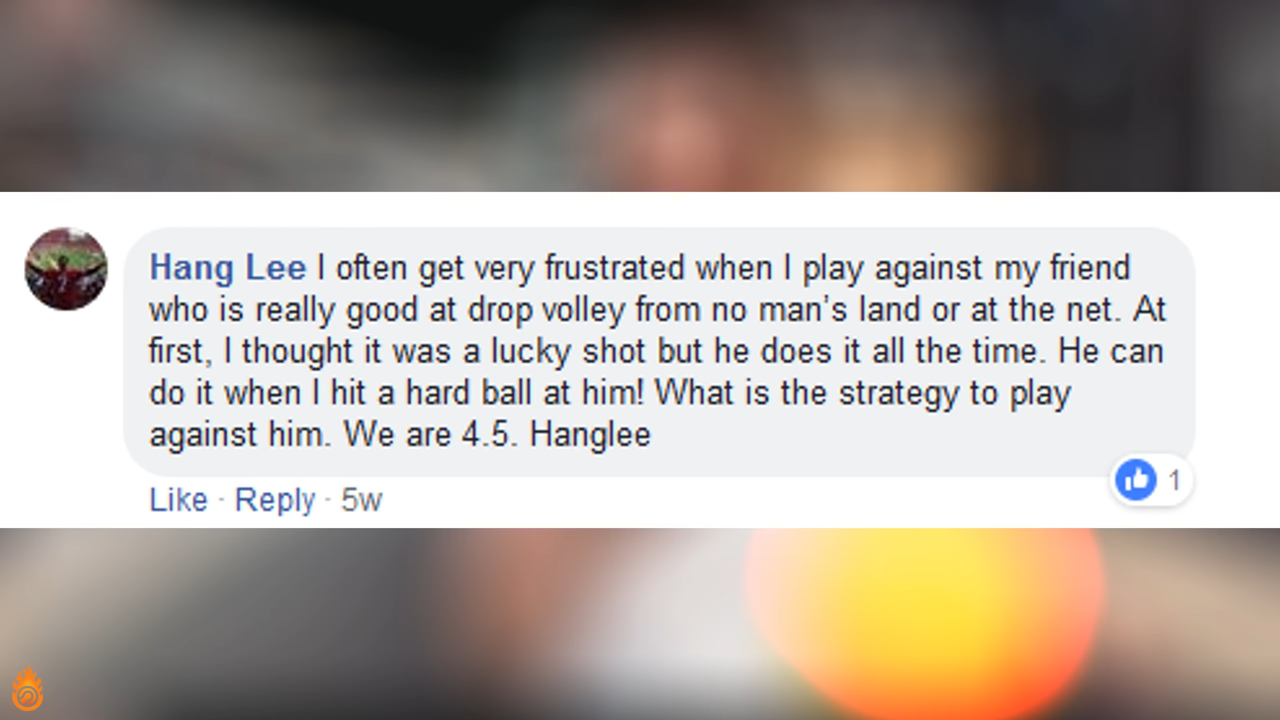 Hang Lee I often get very frustrated when I play against my friend
who is really good at drop volley from no man's land or at the net. At
first, I thought it was a lucky shot but he does it all the time. He can
do it when I hit a hard ball at him! What is the strategy to play
against him. We are 4.5. Hanglee
1
Like · Reply · 5w